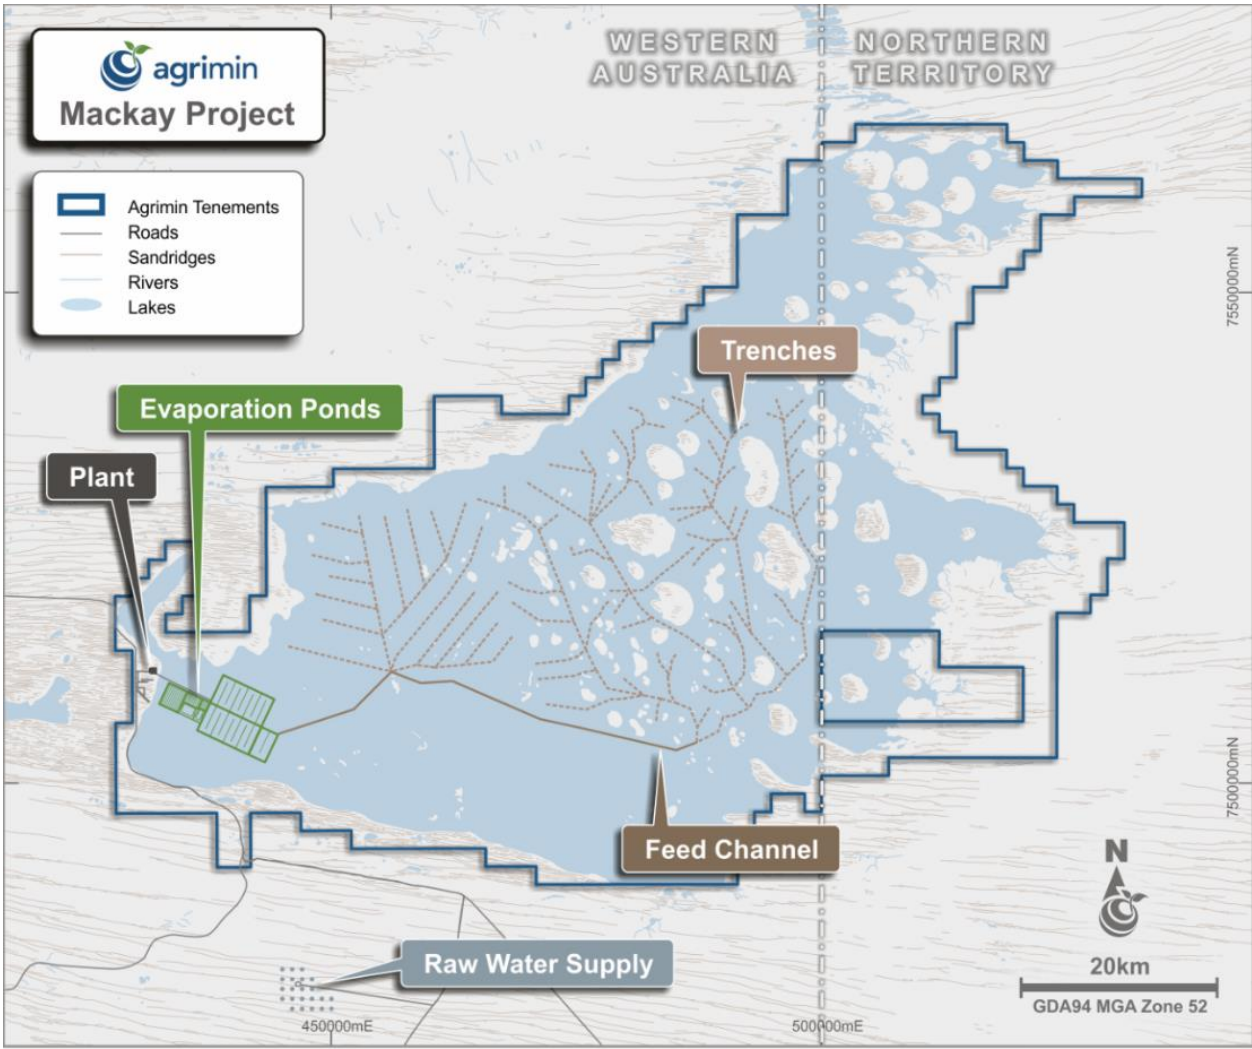 agrimin
Mackay Project
WESTERN
AUSTRALIA
NORTHERN
TERRITORY
Agrimin Tenements
Roads
Sandridges
Rivers
Lakes
7550000mN
Trenches
Evaporation Ponds
Plant
7500000mN
Feed Channel
N
Raw Water Supply
20km
GDA94 MGA Zone 52
450000mE
500000mE